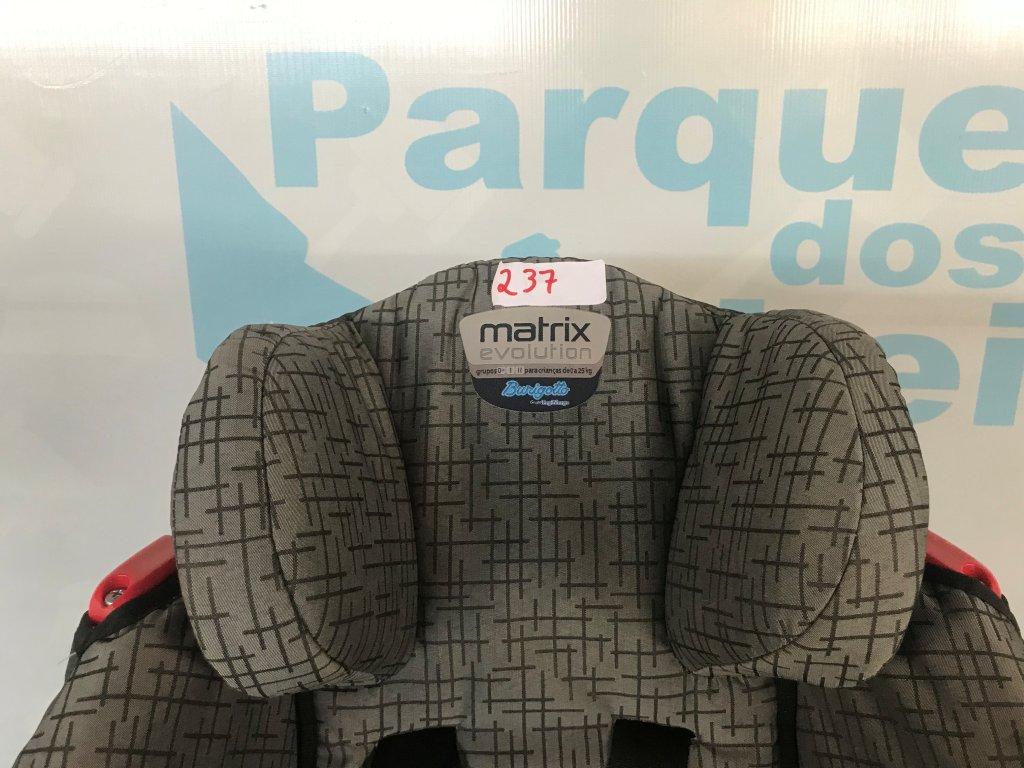 Parque
dos
237
matrix
evolution
grupos 0+ I II para crianças de 0 a 25 kg
Burigotto